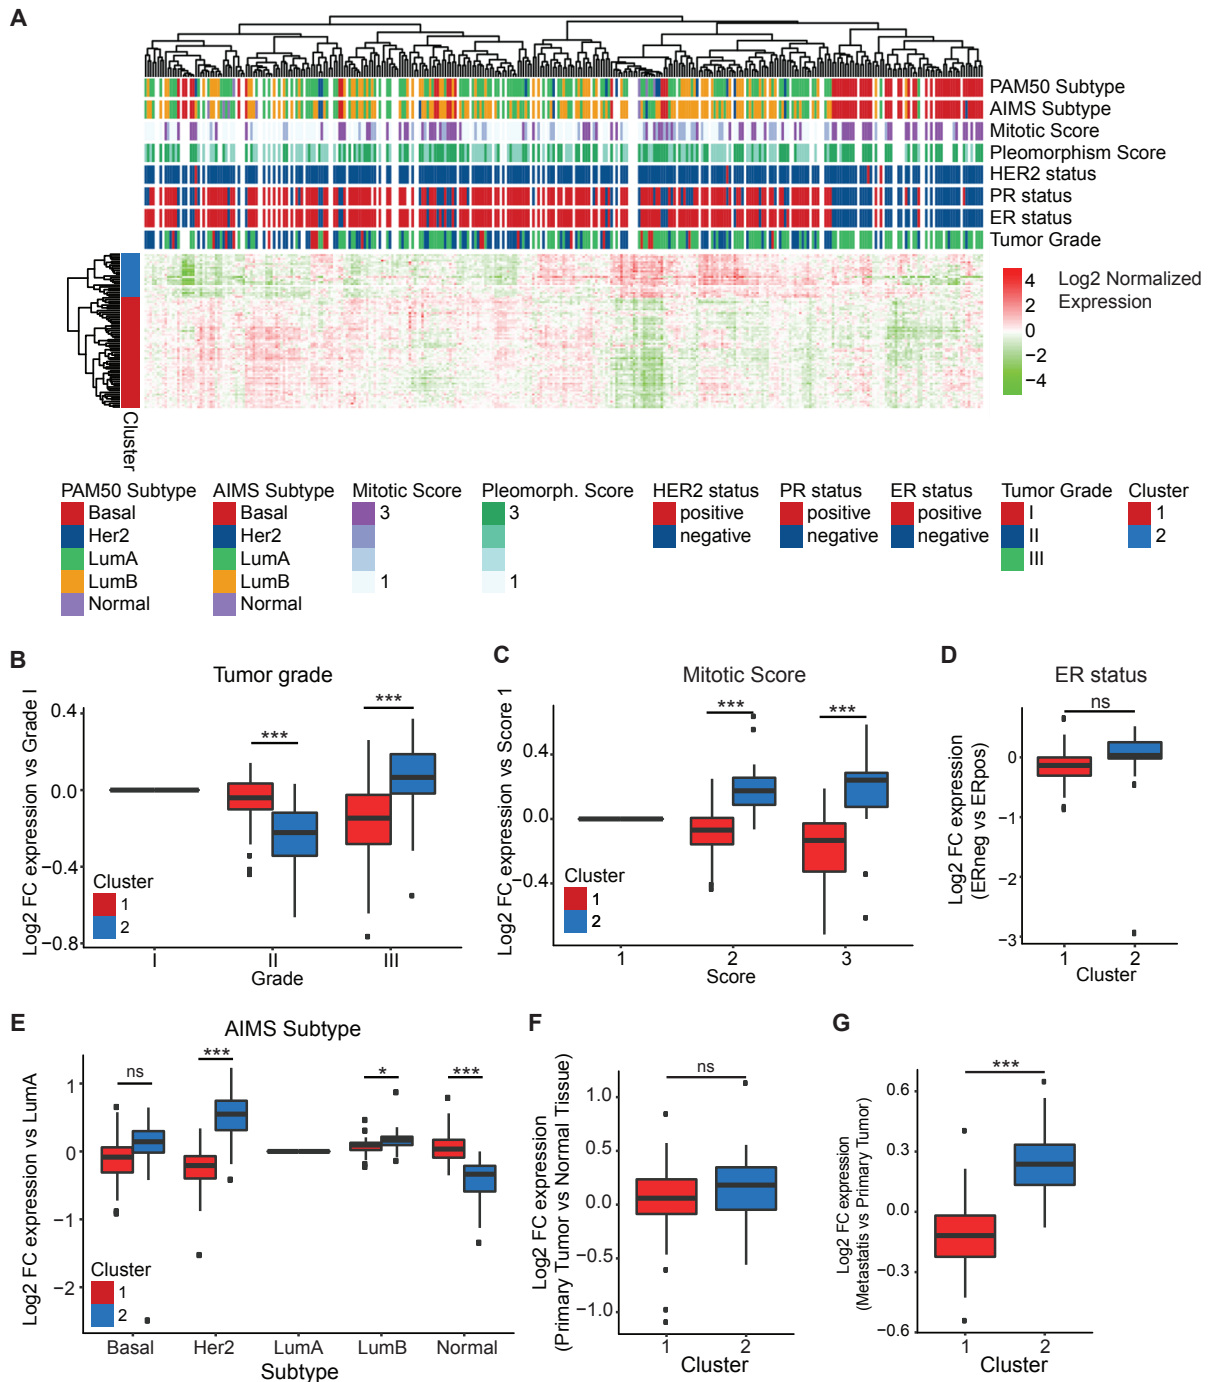 A
PAM50 Subtype
AIMS Subtype
Mitotic Score
Pleomorphism Score
HER2 status
PR status
ER status
Tumor Grade
4
2
0
−2
−4
Log2 Normalized
Expression
Cluster
PAM50 Subtype
Basal
Her2
LumA
LumB
Normal
AIMS Subtype
Basal
Her2
LumA
LumB
Normal
Mitotic Score
3
1
Pleomorph. Score
3
1
HER2 status
positive
negative
PR status
positive
negative
ER status
positive
negative
Tumor Grade
I
II
III
Cluster
1
2
B
Tumor grade
Log2 FC expression vs Grade I
0.4
0.0
−0.4
−0.8
***
***
Cluster
1
2
I II III
Grade
C
Mitotic Score
Log2 FC expression vs Score 1
0.4
0.0
−0.4
***
***
Cluster
1
2
1 2 3
Score
D
ER status
Log2 FC expression
(ERneg vs ERpos)
0
−1
−2
−3
ns
1 2
Cluster
E
AIMS Subtype
Log2 FC expression vs LumA
1
0
−1
−2
ns
***
*
***
Cluster
1
2
Basal Her2 LumA LumB Normal
Subtype
F
Log2 FC expression
(Primary Tumor vs Normal Tissue)
1.0
0.5
0.0
−0.5
−1.0
ns
1 2
Cluster
G
Log2 FC expression
(Metastatis vs Primary Tumor)
0.6
0.3
0.0
−0.3
−0.6
***
1 2
Cluster